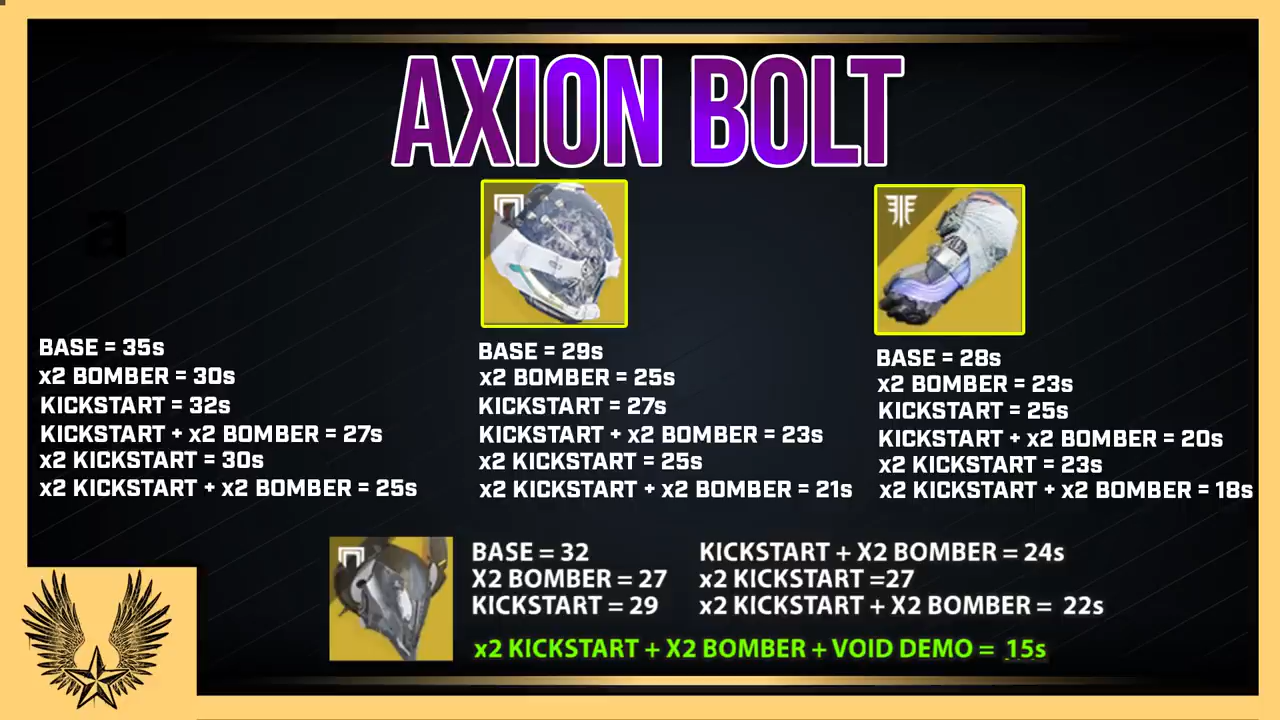 AXION BOLT
a
BASE = 35s
x2 BOMBER = 30s
KICKSTART = 32s
KICKSTART + x2 BOMBER = 27s
x2 KICKSTART = 30s
x2 KICKSTART + x2 BOMBER = 25s
BASE = 29s
x2 BOMBER = 25s
KICKSTART = 27s
KICKSTART + x2 BOMBER = 23s
x2 KICKSTART = 25s
x2 KICKSTART + x2 BOMBER = 21s
BASE = 28s
x2 BOMBER = 23s
KICKSTART = 25s
KICKSTART + x2 BOMBER = 20s
x2 KICKSTART = 23s
x2 KICKSTART + x2 BOMBER = 18s
BASE = 32
X2 BOMBER = 27
KICKSTART = 29
KICKSTART + X2 BOMBER = 24s
x2 KICKSTART =27
x2 KICKSTART + X2 BOMBER = 22s
x2 KICKSTART + X2 BOMBER + VOID DEMO = 15s